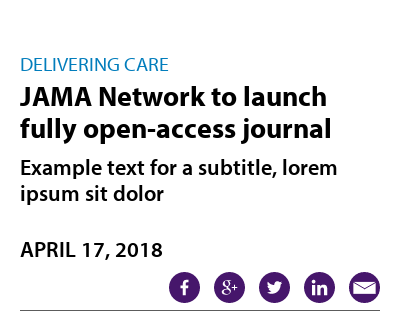 DELIVERING CARE
JAMA Network to launch
fully open-access journal
Example text for a subtitle, lorem
ipsum sit dolor
APRIL 17, 2018